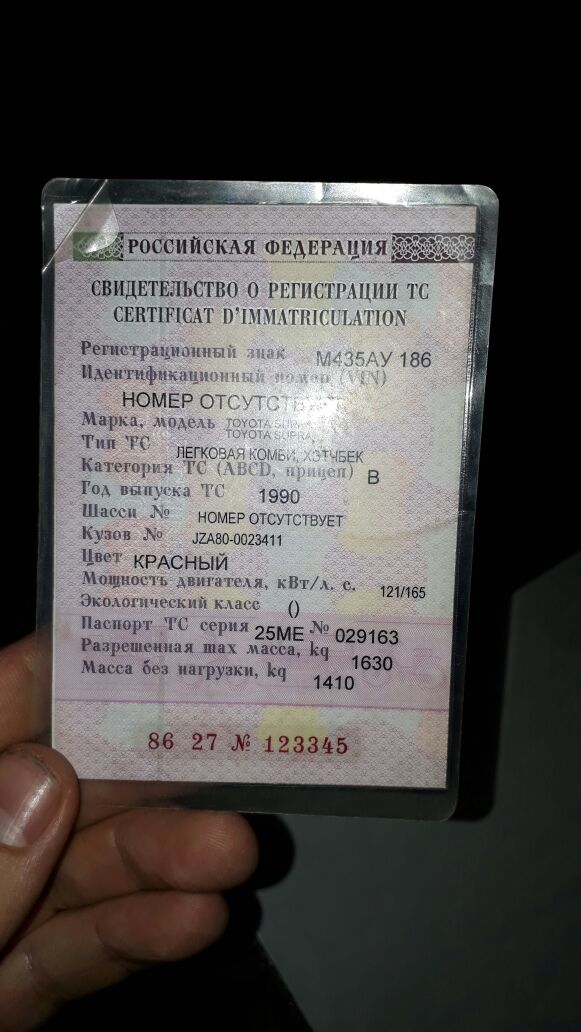 РОССИЙСКАЯ ФЕДЕРАЦИЯ
СВИДЕТЕЛЬСТВО О РЕГИСТРАЦИИ ТС
CERTIFICAT D'IMMATRICULATION
Регистрационный знак М435АУ 186
Идентификационный номер (VIN)
НОМЕР ОТСУТСТВУЕТ
Марка, модель TOYOTA SUPRA
TOYOTA SUPRA,
Тип ТС ЛЕГКОВАЯ КОМБИ, ХЭТЧБЕК
Категория ТС (ABCD, прицеп) B
Год выпуска ТС 1990
Шасси № НОМЕР ОТСУТСТВУЕТ
Кузов № JZA80-0023411
Цвет КРАСНЫЙ
Мощность двигателя, кВт/л. с. 121/165
Экологический класс ()
Паспорт ТС серия 25МЕ № 029163
Разрешенная max масса, kg 1630
Масса без нагрузки, kg 1410
86 27 № 123345